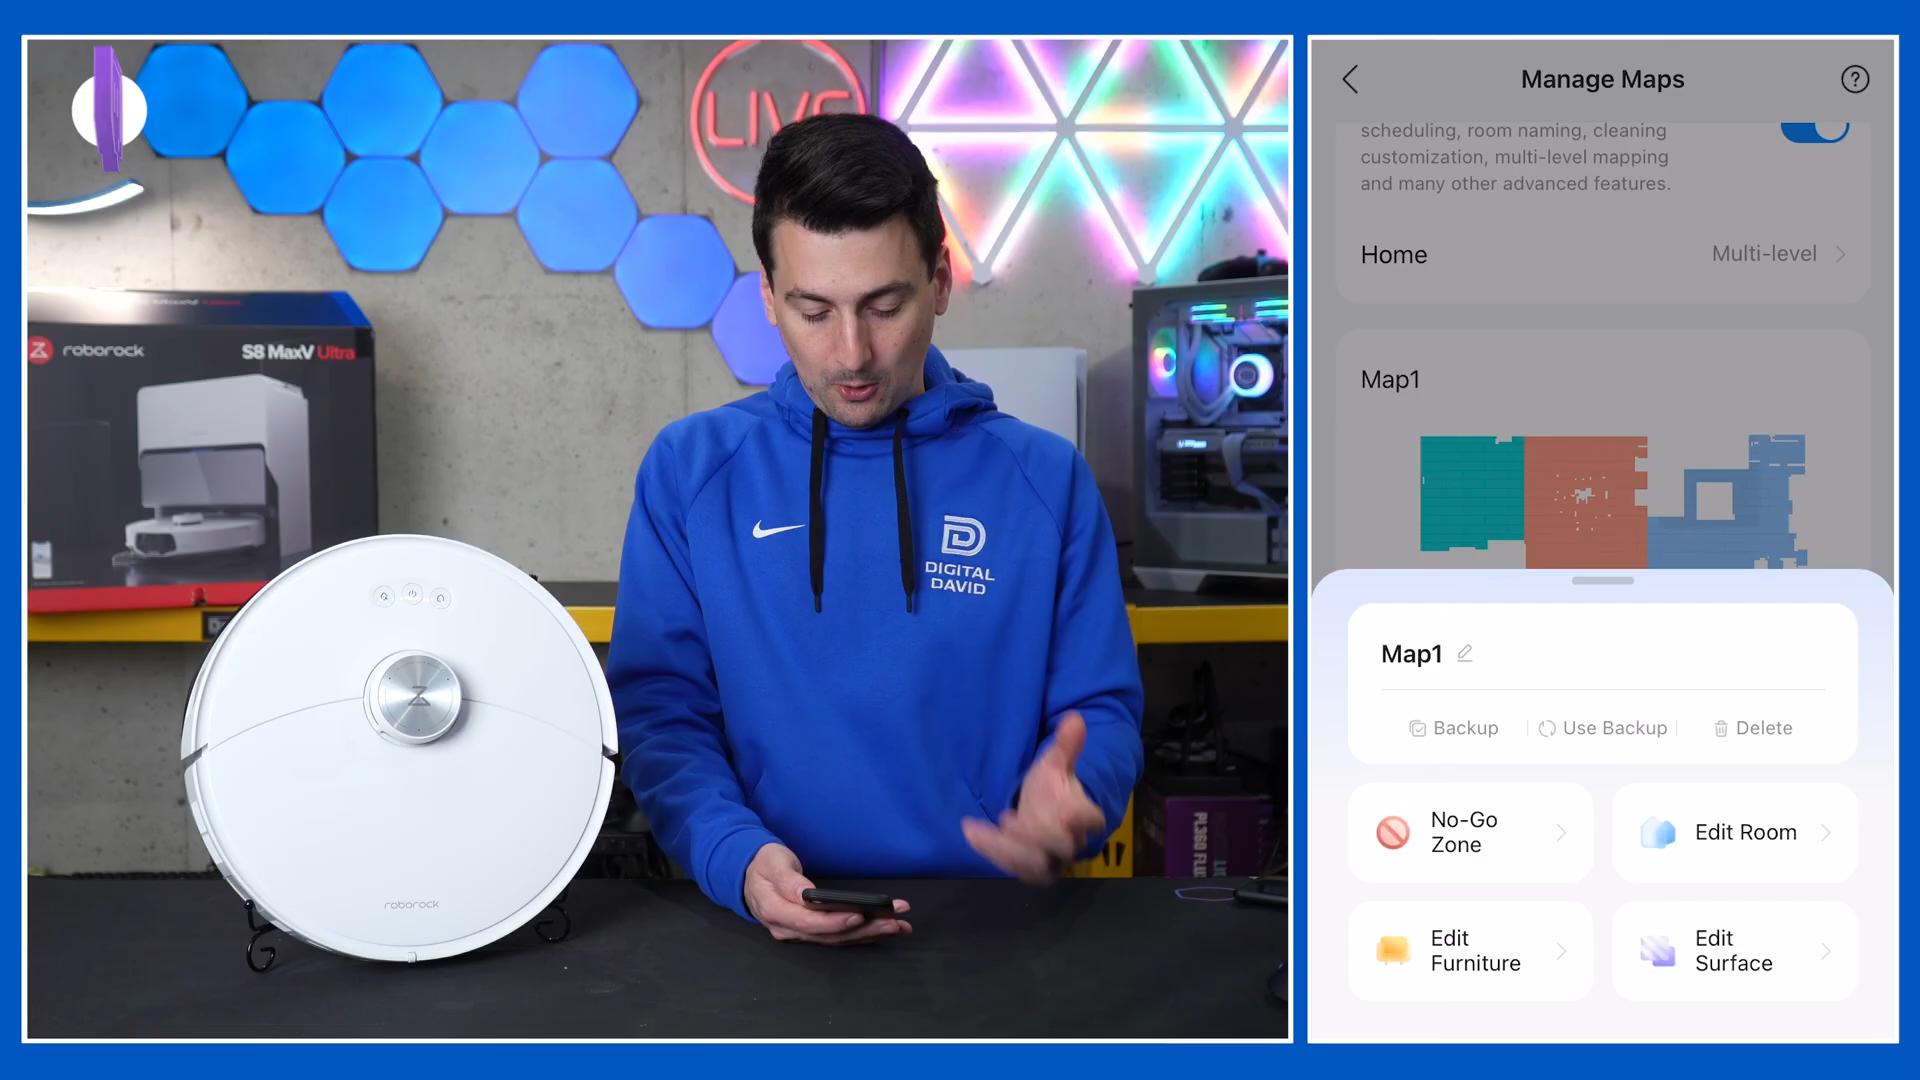 LIVE
roborock
S8 MaxV Ultra
DIGITAL
DAVID
roborock
PL360 FLU
Manage Maps
scheduling, room naming, cleaning
customization, multi-level mapping
and many other advanced features.
Home
Multi-level
Map1
Map1
Backup
Use Backup
Delete
No-Go
Zone
Edit Room
Edit
Furniture
Edit
Surface